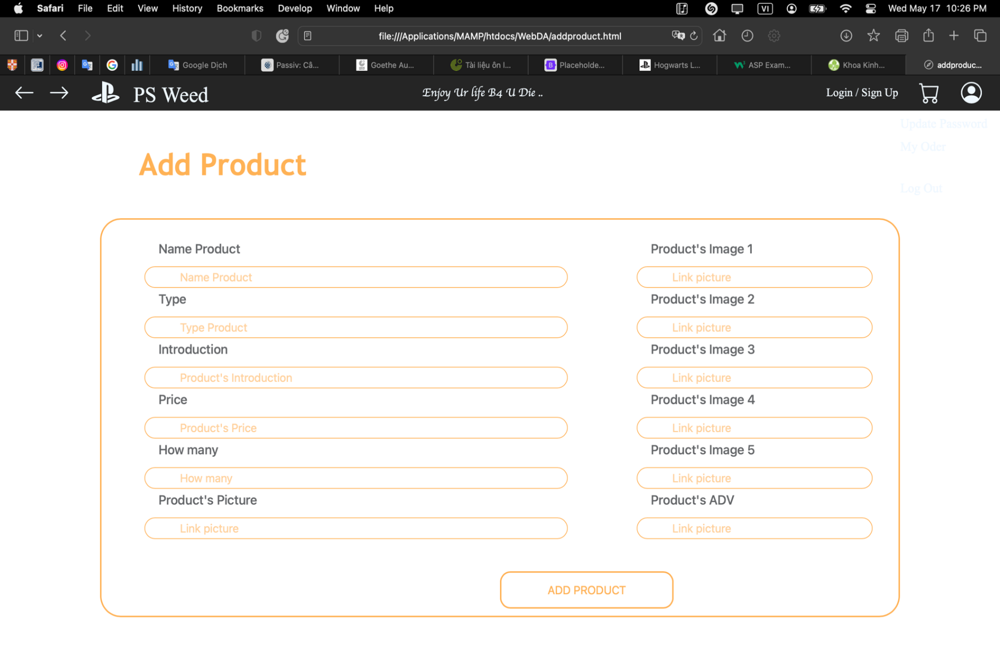 Safari File Edit View History Bookmarks Develop Window Help VI Wed May 17 10:26 PM
file:///Applications/MAMP/htdocs/WebDA/addproduct.html
Google Dịch Passiv: Câ... Goethe Au... Tài liệu ôn l... Placeholde... Hogwarts L... ASP Exam... Khoa Kinh... addproduc...
PS Weed Enjoy Ur life B4 U Die .. Login / Sign Up
Update Password
My Oder
Log Out
Add Product
Name Product
Name Product
Type
Type Product
Introduction
Product's Introduction
Price
Product's Price
How many
How many
Product's Picture
Link picture
Product's Image 1
Link picture
Product's Image 2
Link picture
Product's Image 3
Link picture
Product's Image 4
Link picture
Product's Image 5
Link picture
Product's ADV
Link picture
ADD PRODUCT